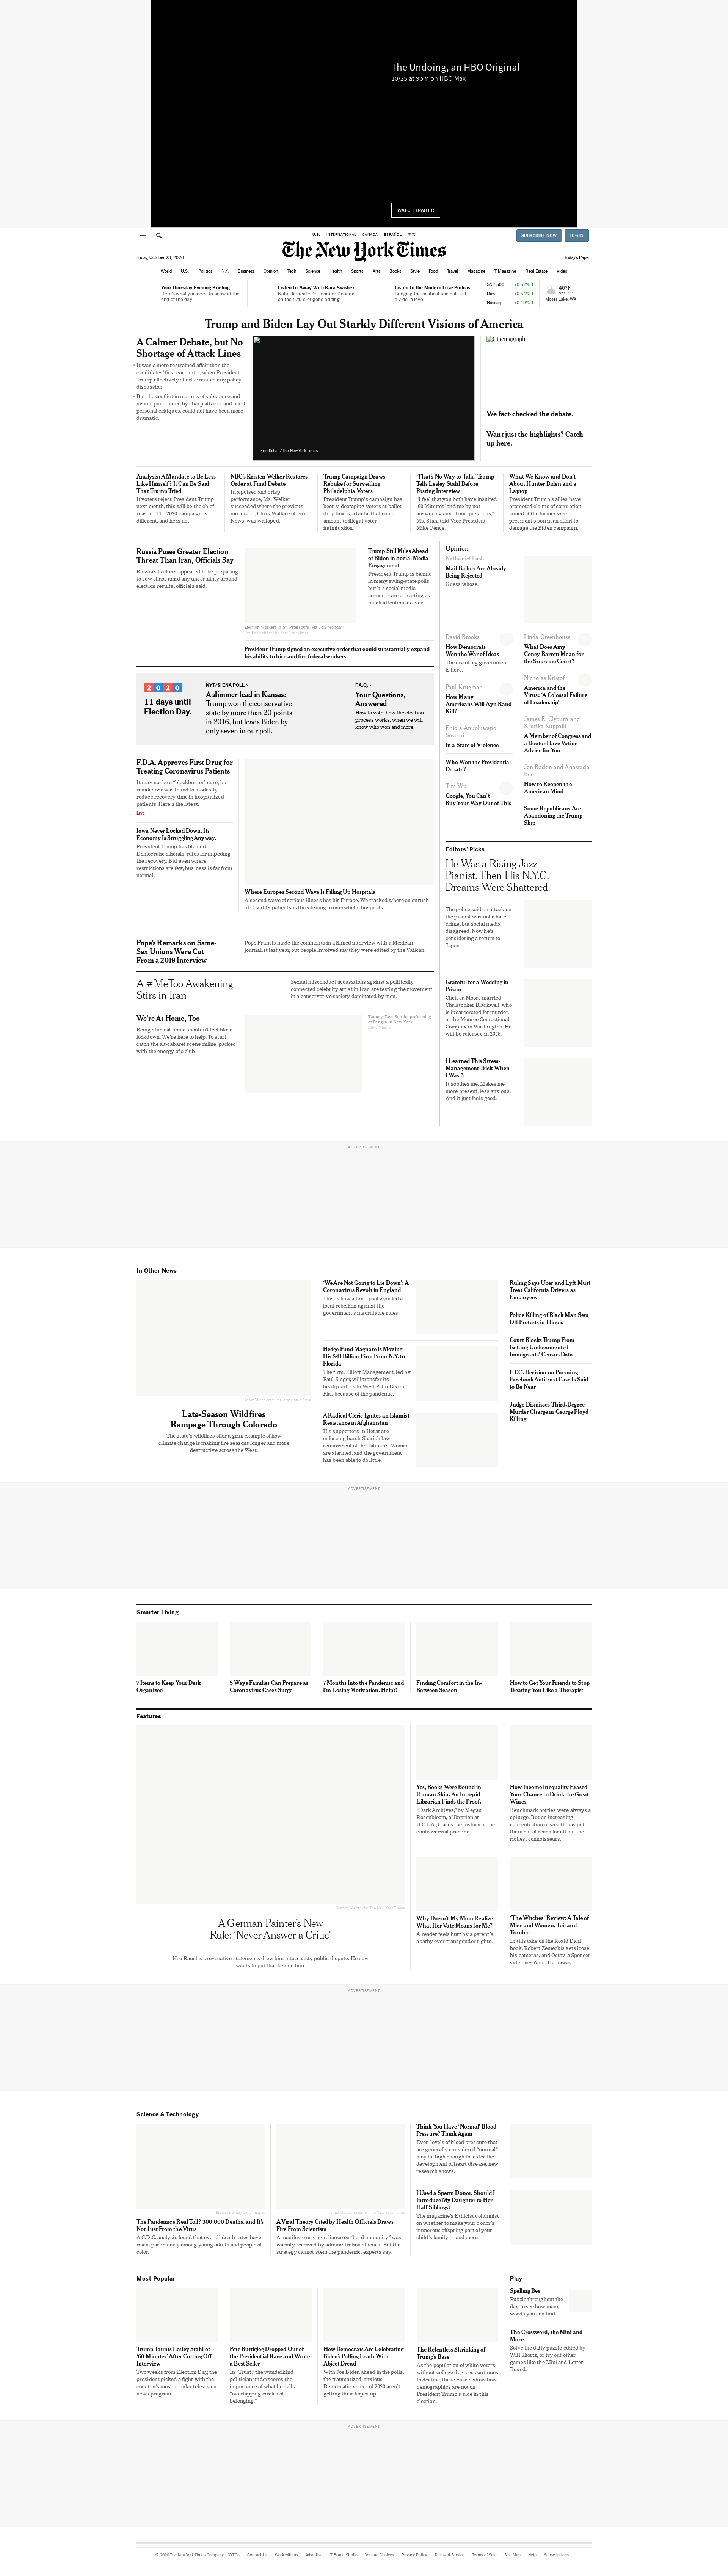 The Undoing, an HBO Original
10/25 at 9pm on HBO Max
WATCH TRAILER
U.S. INTERNATIONAL CANADA ESPAÑOL 中文
SUBSCRIBE NOW LOG IN
The New York Times
Friday, October 23, 2020
Today's Paper
World U.S. Politics N.Y. Business Opinion Tech Science Health Sports Arts Books Style Food Travel Magazine T Magazine Real Estate Video
Your Thursday Evening Briefing
Here's what you need to know at the
end of the day.
Listen to 'Sway' With Kara Swisher
Nobel laureate Dr. Jennifer Doudna
on the future of gene editing.
Listen to the Modern Love Podcast
Bridging the political and cultural
divide in love.
S&P 500 +0.52% ↑
Dow +0.54% ↑
Nasdaq +0.19% ↑
40°F
Moses Lake, WA
Trump and Biden Lay Out Starkly Different Visions of America
A Calmer Debate, but No
Shortage of Attack Lines
It was a more restrained affair than the
candidates' first encounter, when President
Trump effectively short-circuited any policy
discussion.
But the conflict in matters of substance and
vision, punctuated by sharp attacks and harsh
personal critiques, could not have been more
dramatic.
Erin Schaff/The New York Times
Cinemagraph
We fact-checked the debate.
Want just the highlights? Catch
up here.
Analysis: A Mandate to Be Less
Like Himself? It Can Be Said
That Trump Tried
If voters reject President Trump
next month, this will be the chief
reason: The 2020 campaign is
different, and he is not.
NBC's Kristen Welker Restores
Order at Final Debate
In a poised and crisp
performance, Ms. Welker
succeeded where the previous
moderator, Chris Wallace of Fox
News, was walloped.
Trump Campaign Draws
Rebuke for Surveilling
Philadelphia Voters
President Trump's campaign has
been videotaping voters at ballot
drop boxes, a tactic that could
amount to illegal voter
intimidation.
'That's No Way to Talk,' Trump
Tells Lesley Stahl Before
Posting Interview
"I feel that you both have insulted
'60 Minutes' and me by not
answering any of our questions,"
Ms. Stahl told Vice President
Mike Pence.
What We Know and Don't
About Hunter Biden and a
Laptop
President Trump's allies have
promoted claims of corruption
aimed at the former vice
president's son in an effort to
damage the Biden campaign.
Russia Poses Greater Election
Threat Than Iran, Officials Say
Russia's hackers appeared to be preparing
to sow chaos amid any uncertainty around
election results, officials said.
Election workers in St. Petersburg, Fla., on Monday.
Eve Edelheit for The New York Times
Trump Still Miles Ahead
of Biden in Social Media
Engagement
President Trump is behind
in many swing-state polls,
but his social media
accounts are attracting as
much attention as ever.
President Trump signed an executive order that could substantially expand
his ability to hire and fire federal workers.
2020
11 days until
Election Day.
NYT/SIENA POLL ›
A slimmer lead in Kansas:
Trump won the conservative
state by more than 20 points
in 2016, but leads Biden by
only seven in our poll.
F.A.Q. ›
Your Questions,
Answered
How to vote, how the election
process works, when we will
know who won and more.
F.D.A. Approves First Drug for
Treating Coronavirus Patients
It may not be a "blockbuster" cure, but
remdesivir was found to modestly
reduce recovery time in hospitalized
patients. Here's the latest.
Live
Iowa Never Locked Down. Its
Economy Is Struggling Anyway.
President Trump has blamed
Democratic officials' rules for impeding
the recovery. But even where
restrictions are few, business is far from
normal.
Where Europe's Second Wave Is Filling Up Hospitals
A second wave of serious illness has hit Europe. We tracked where an onrush
of Covid-19 patients is threatening to overwhelm hospitals.
Pope's Remarks on Same-
Sex Unions Were Cut
From a 2019 Interview
Pope Francis made the comments in a filmed interview with a Mexican
journalist last year, but people involved say they were edited by the Vatican.
A #MeToo Awakening
Stirs in Iran
Sexual misconduct accusations against a politically
connected celebrity artist in Iran are testing the movement
in a conservative society dominated by men.
We're At Home, Too
Being stuck at home shouldn't feel like a
lockdown. We're here to help. To start,
catch the alt-cabaret scene online, packed
with the energy of a club.
Tammy Faye Starlite performing
at Pangea in New York.
Opinion
Nathaniel Lash
Mail Ballots Are Already
Being Rejected
Guess whose.
David Brooks
How Democrats
Won the War of Ideas
The era of big government
is here.
Paul Krugman
How Many
Americans Will Ayn Rand
Kill?
Eniola Anuoluwapo
Soyemi
In a State of Violence
Who Won the Presidential
Debate?
Tim Wu
Google, You Can't
Buy Your Way Out of This
Linda Greenhouse
What Does Amy
Coney Barrett Mean for
the Supreme Court?
Nicholas Kristof
America and the
Virus: 'A Colossal Failure
of Leadership'
James E. Clyburn and
Krutika Kuppalli
A Member of Congress and
a Doctor Have Voting
Advice for You
Jon Baskin and Anastasia
Berg
How to Reopen the
American Mind
Some Republicans Are
Abandoning the Trump
Ship
Editors' Picks
He Was a Rising Jazz
Pianist. Then His N.Y.C.
Dreams Were Shattered.
The police said an attack on
the pianist was not a hate
crime, but social media
disagreed. Now he's
considering a return to
Japan.
Grateful for a Wedding in
Prison
Chelsea Moore married
Christopher Blackwell, who
is incarcerated for murder,
at the Monroe Correctional
Complex in Washington. He
will be released in 2045.
I Learned This Stress-
Management Trick When
I Was 3
It soothes me. Makes me
more present, less anxious.
And it just feels good.
ADVERTISEMENT
In Other News
Late-Season Wildfires
Rampage Through Colorado
The state's wildfires offer a grim example of how
climate change is making fire seasons longer and more
destructive across the West.
'We Are Not Going to Lie Down': A
Coronavirus Revolt in England
This is how a Liverpool gym led a
local rebellion against the
government's inscrutable rules.
Hedge Fund Magnate Is Moving
His $41 Billion Firm From N.Y. to
Florida
The firm, Elliott Management, led by
Paul Singer, will transfer its
headquarters to West Palm Beach,
Fla., because of the pandemic.
A Radical Cleric Ignites an Islamist
Resistance in Afghanistan
His supporters in Herat are
enforcing harsh Shariah law
reminiscent of the Taliban's. Women
are alarmed, and the government
has been able to do little.
Ruling Says Uber and Lyft Must
Treat California Drivers as
Employees
Police Killing of Black Man Sets
Off Protests in Illinois
Court Blocks Trump From
Getting Undocumented
Immigrants' Census Data
F.T.C. Decision on Pursuing
Facebook Antitrust Case Is Said
to Be Near
Judge Dismisses Third-Degree
Murder Charge in George Floyd
Killing
ADVERTISEMENT
Smarter Living
7 Items to Keep Your Desk
Organized
5 Ways Families Can Prepare as
Coronavirus Cases Surge
7 Months Into the Pandemic and
I'm Losing Motivation. Help?!
Finding Comfort in the In-
Between Season
How to Get Your Friends to Stop
Treating You Like a Therapist
Features
A German Painter's New
Rule: 'Never Answer a Critic'
Neo Rauch's provocative statements drew him into a nasty public dispute. He now
wants to put that behind him.
Yes, Books Were Bound in
Human Skin. An Intrepid
Librarian Finds the Proof.
"Dark Archives," by Megan
Rosenbloom, a librarian at
U.C.L.A., traces the history of the
controversial practice.
How Income Inequality Erased
Your Chance to Drink the Great
Wines
Benchmark bottles were always a
splurge. But an increasing
concentration of wealth has put
them out of reach for all but the
richest connoisseurs.
Why Doesn't My Mom Realize
What Her Vote Means for Me?
A reader feels hurt by a parent's
apathy over transgender rights.
'The Witches' Review: A Tale of
Mice and Women, Toil and
Trouble
In this take on the Roald Dahl
book, Robert Zemeckis sets loose
his cameras, and Octavia Spencer
side-eyes Anne Hathaway.
ADVERTISEMENT
Science & Technology
The Pandemic's Real Toll? 300,000 Deaths, and It's
Not Just From the Virus
A C.D.C. analysis found that overall death rates have
risen, particularly among young adults and people of
color.
A Viral Theory Cited by Health Officials Draws
Fire From Scientists
A manifesto urging reliance on "herd immunity" was
warmly received by administration officials. But the
strategy cannot stem the pandemic, experts say.
Think You Have 'Normal' Blood
Pressure? Think Again
Even levels of blood pressure that
are generally considered "normal"
may be high enough to foster the
development of heart disease, new
research shows.
I Used a Sperm Donor. Should I
Introduce My Daughter to Her
Half Siblings?
The magazine's Ethicist columnist
on whether to make your donor's
numerous offspring part of your
child's family — and more.
Most Popular
Trump Taunts Lesley Stahl of
'60 Minutes' After Cutting Off
Interview
Two weeks from Election Day, the
president picked a fight with the
country's most popular television
news program.
Pete Buttigieg Dropped Out of
the Presidential Race and Wrote
a Best Seller
In "Trust," the wunderkind
politician underscores the
importance of what he calls
"overlapping circles of
belonging."
How Democrats Are Celebrating
Biden's Polling Lead: With
Abject Dread
With Joe Biden ahead in the polls,
the traumatized, anxious
Democratic voters of 2020 aren't
getting their hopes up.
The Relentless Shrinking of
Trump's Base
As the population of white voters
without college degrees continues
to decline, these charts show how
demographics are not on
President Trump's side in this
election.
Play
Spelling Bee
Puzzle throughout the
day to see how many
words you can find.
The Crossword, the Mini and
More
Solve the daily puzzle edited by
Will Shortz, or try out other
games like the Mini and Letter
Boxed.
ADVERTISEMENT
© 2020 The New York Times Company NYTCo Contact Us Work with us Advertise T Brand Studio Your Ad Choices Privacy Policy Terms of Service Terms of Sale Site Map Help Subscriptions